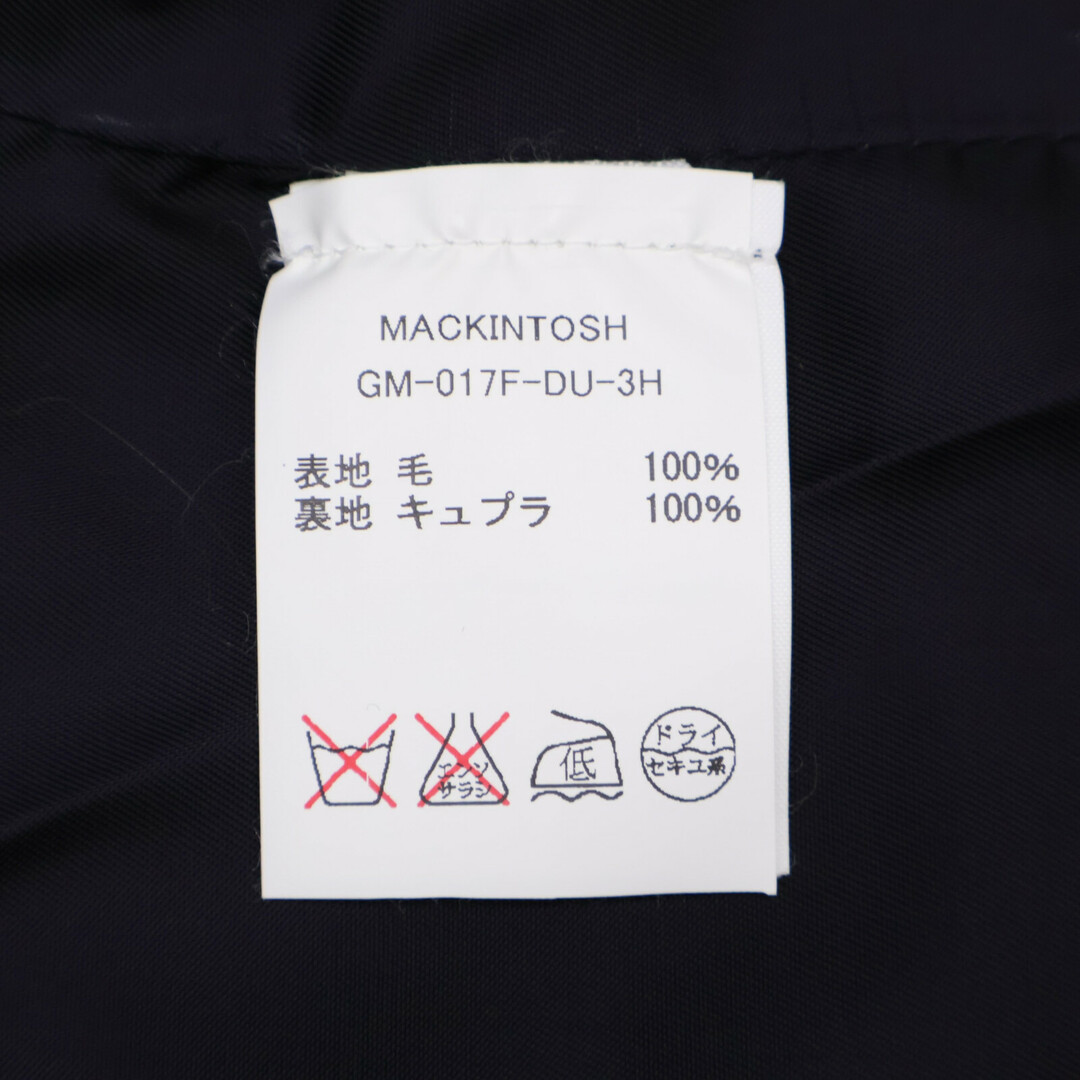 MACKINTOSH
GM-017F-DU-3H
表地 毛 100%
裏地 キュプラ 100%
エンソ
サラシ
低
ドライ
セキユ系